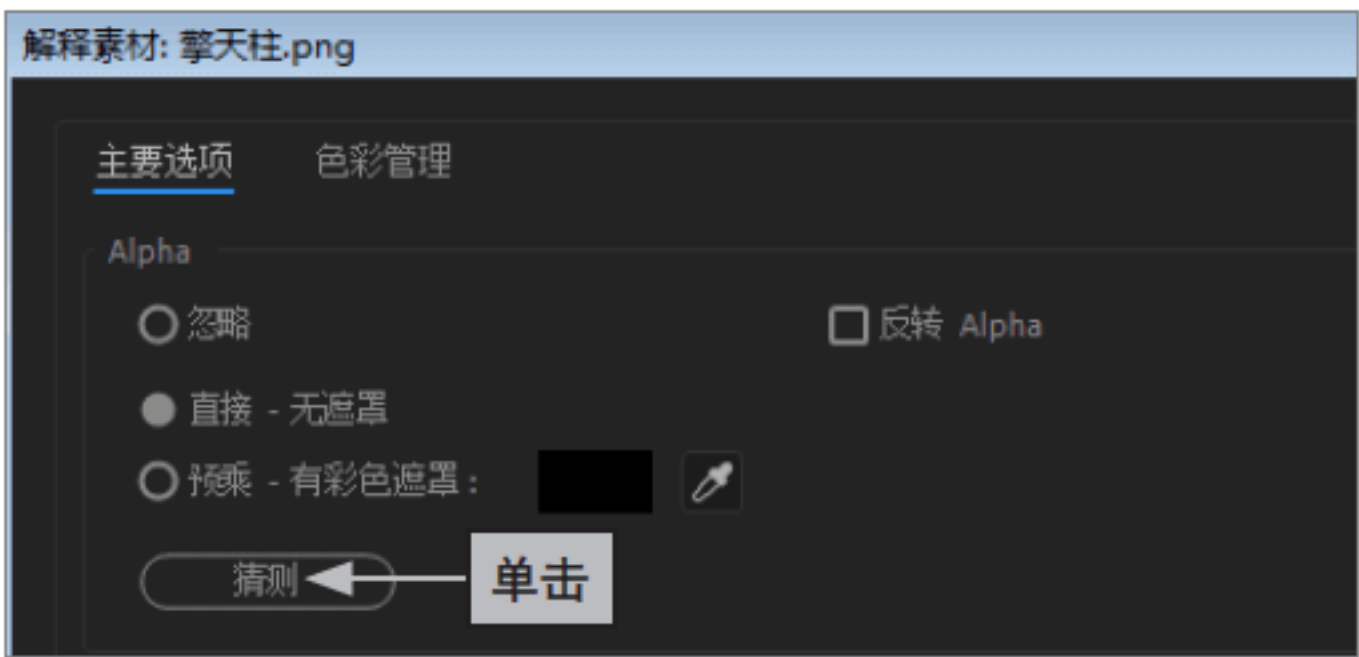 解释素材: 擎天柱.png
主要选项 色彩管理
Alpha
忽略 反转 Alpha
直接 - 无遮罩
预乘 - 有彩色遮罩：
猜测 单击